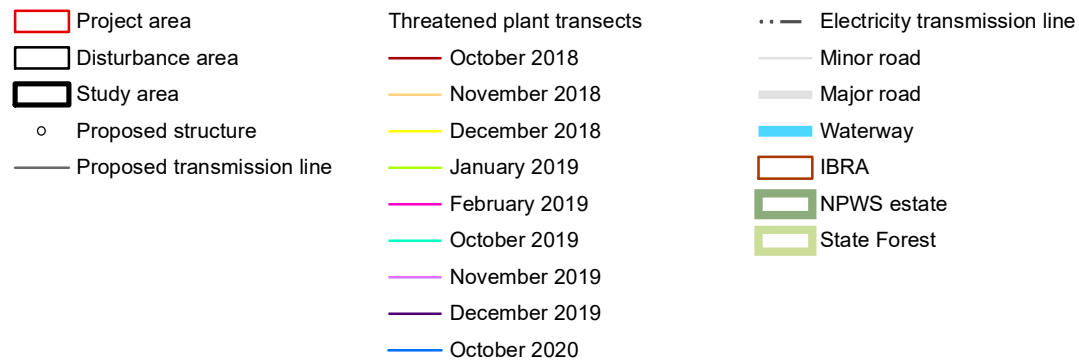 Project area
Disturbance area
Study area
Proposed structure
Proposed transmission line
Threatened plant transects
October 2018
November 2018
December 2018
January 2019
February 2019
October 2019
November 2019
December 2019
October 2020
Electricity transmission line
Minor road
Major road
Waterway
IBRA
NPWS estate
State Forest